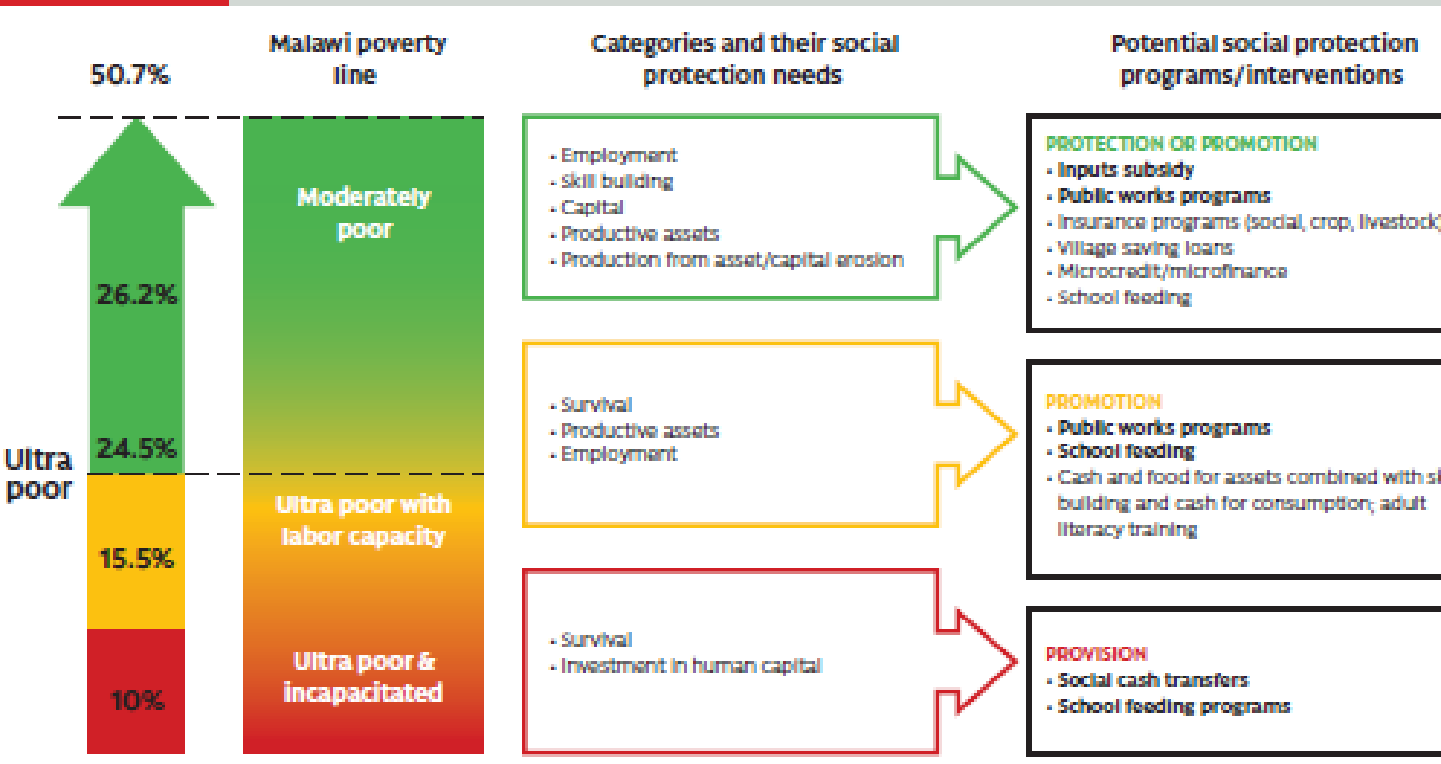 50.7%
Malawi poverty
line
Categories and their social
protection needs
Potential social protection
programs/interventions
26.2%
24.5%
Ultra
poor
15.5%
10%
Moderately
poor
Ultra poor with
labor capacity
Ultra poor &
incapacitated
- Employment
- Skill building
- Capital
- Productive assets
- Production from asset/capital erosion
- Survival
- Productive assets
- Employment
- Survival
- Investment in human capital
PROTECTION OR PROMOTION
- Inputs subsidy
- Public works programs
- Insurance programs (social, crop, livestock)
- Village saving loans
- Microcredit/microfinance
- School feeding
PROMOTION
- Public works programs
- School feeding
- Cash and food for assets combined with
building and cash for consumption; adult
literacy training
PROVISION
- Social cash transfers
- School feeding programs